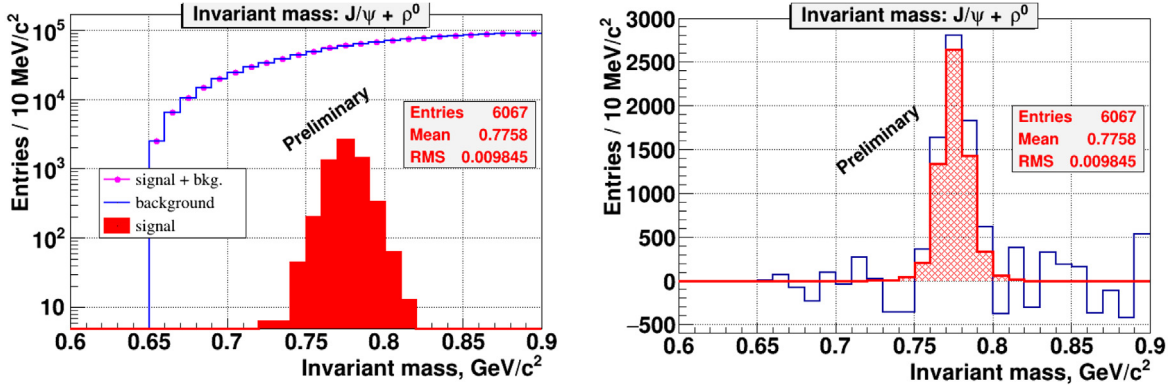 Invariant mass: J/ψ + ρ⁰
Entries / 10 MeV/c²
10⁵
10⁴
10³
10²
10
Preliminary
Entries 6067
Mean 0.7758
RMS 0.009845
signal + bkg.
background
signal
0.6 0.65 0.7 0.75 0.8 0.85 0.9
Invariant mass, GeV/c²
Invariant mass: J/ψ + ρ⁰
Entries / 10 MeV/c²
3000
2500
2000
1500
1000
500
0
−500
Preliminary
Entries 6067
Mean 0.7758
RMS 0.009845
0.6 0.65 0.7 0.75 0.8 0.85 0.9
Invariant mass, GeV/c²